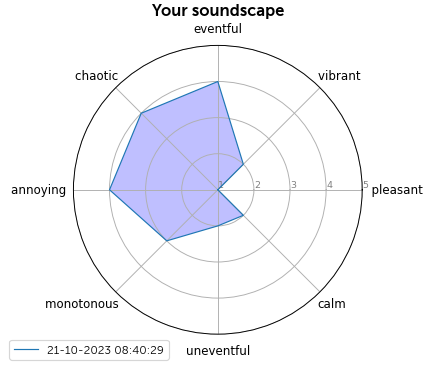 Your soundscape
eventful
chaotic
vibrant
annoying
1
2
3
4
5
pleasant
monotonous
calm
21-10-2023 08:40:29
uneventful